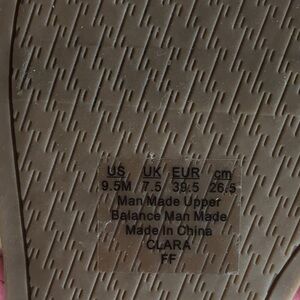 US UK EUR cm
9.5M 7.5 39.5 26.5
Man Made Upper
Balance Man Made
Made In China
CLARA
FF